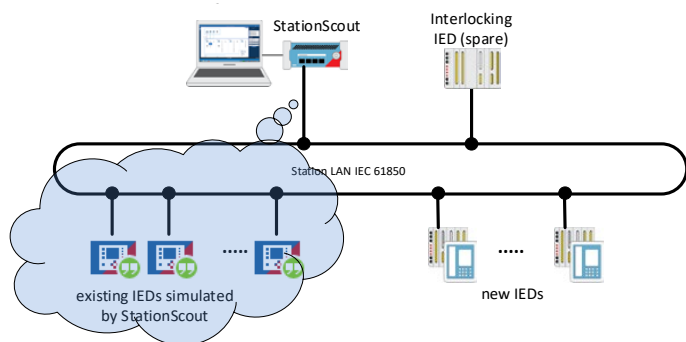 StationScout
Interlocking
IED (spare)
Station LAN IEC 61850
.....
.....
existing IEDs simulated
by StationScout
new IEDs